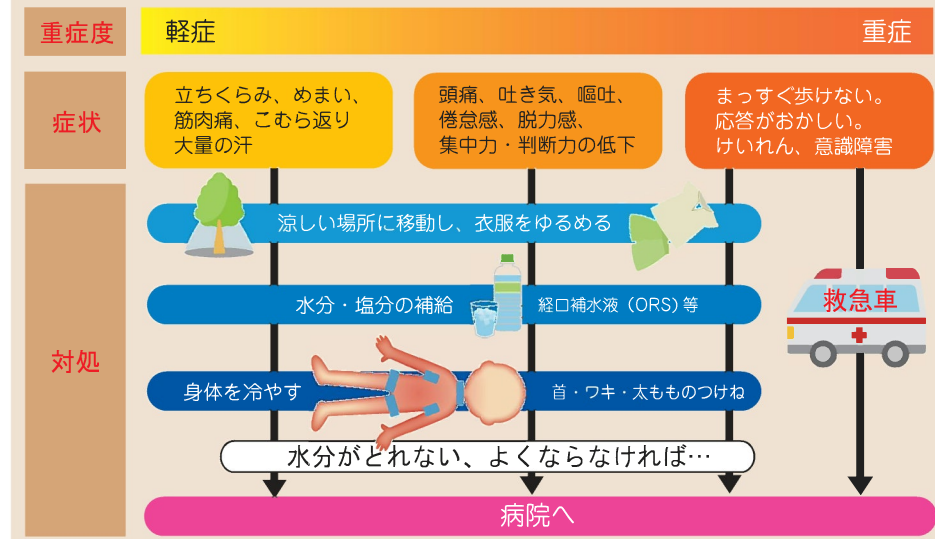 重症度
軽症
重症
症状
立ちくらみ、めまい、
筋肉痛、こむら返り
大量の汗
頭痛、吐き気、嘔吐、
倦怠感、脱力感、
集中力・判断力の低下
まっすぐ歩けない。
応答がおかしい。
けいれん、意識障害
対処
涼しい場所に移動し、衣服をゆるめる
水分・塩分の補給
経口補水液（ORS）等
救急車
身体を冷やす
首・ワキ・太もものつけね
水分がとれない、よくならなければ…
病院へ